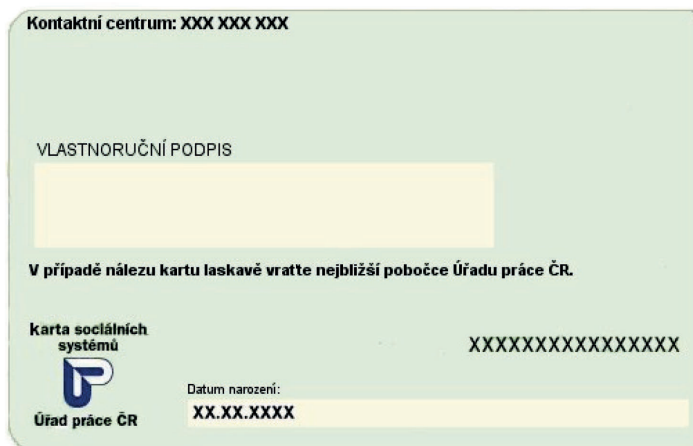 Kontaktní centrum: XXX XXX XXX
VLASTNORUČNÍ PODPIS
V případě nálezu kartu laskavě vraťte nejbližší pobočce Úřadu práce ČR.
Karta sociálních
systémů
XXXXXXXXXXXXXXXX
Úřad práce ČR
Datum narození:
XX.XX.XXXX